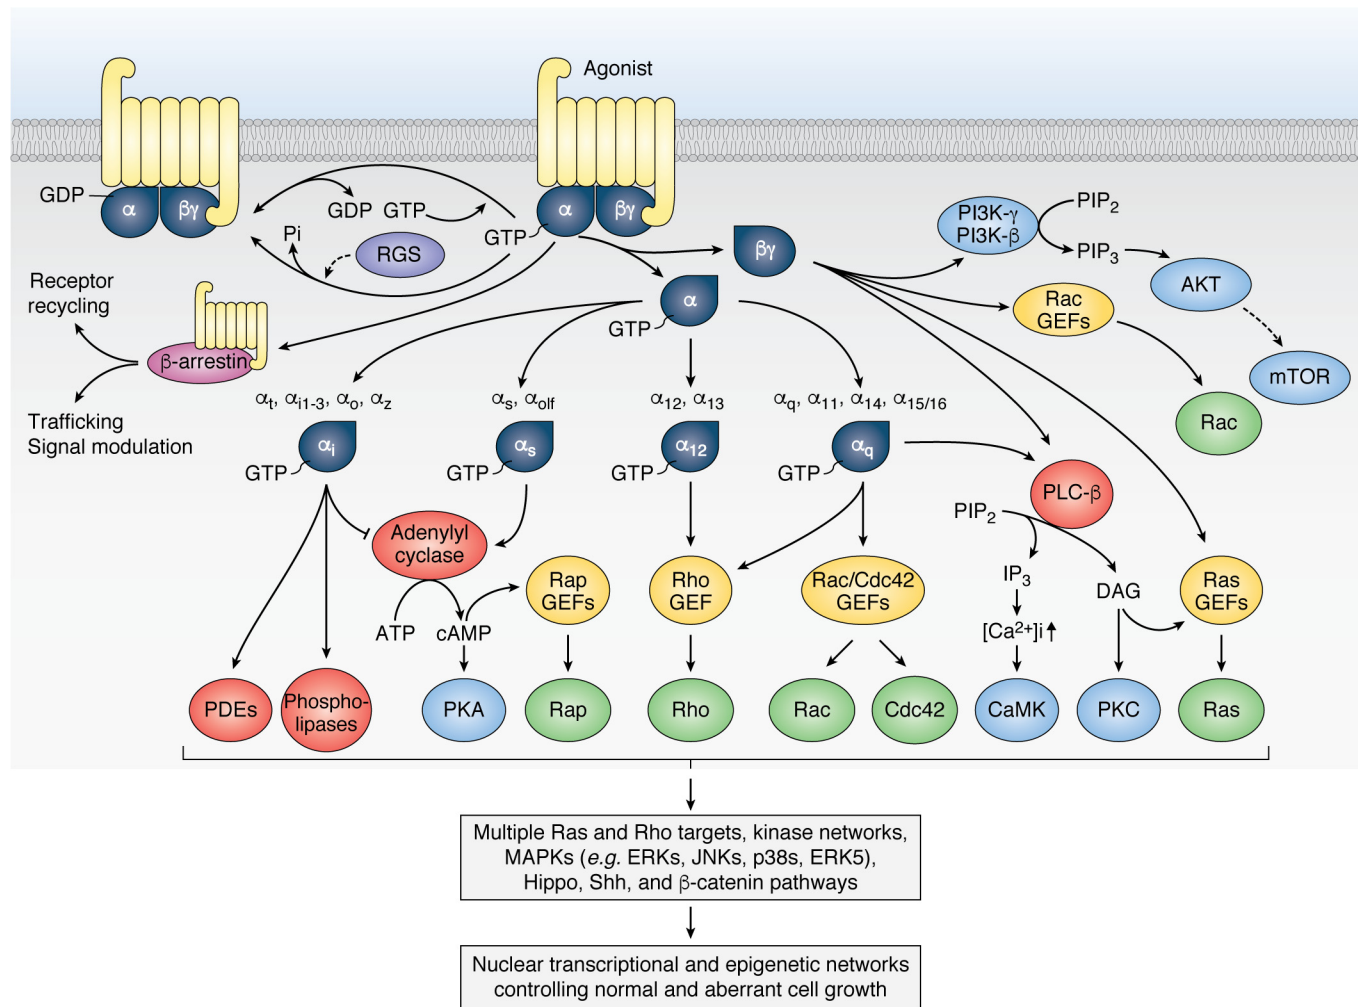 Agonist
GDP
α
βγ
GDP
GTP
Pi
RGS
GTP
α
βγ
βγ
PI3K-γ
PI3K-β
PIP₂
PIP₃
AKT
mTOR
Rac
GEFs
Rac
Receptor
recycling
β-arrestin
Trafficking
Signal modulation
α
GTP
αₜ, αᵢ₁₋₃, αₒ, α_z
αₛ, αₒₗf
α₁₂, α₁₃
α_q, α₁₁, α₁₄, α₁₅/₁₆
αᵢ
GTP
αₛ
GTP
α₁₂
GTP
α_q
GTP
PLC-β
PIP₂
Adenylyl
cyclase
ATP
cAMP
Rap
GEFs
Rho
GEF
Rac/Cdc42
GEFs
IP₃
[Ca²⁺]i
DAG
Ras
GEFs
PDEs
Phospho-
lipases
PKA
Rap
Rho
Rac
Cdc42
CaMK
PKC
Ras
Multiple Ras and Rho targets, kinase networks,
MAPKs (e.g. ERKs, JNKs, p38s, ERK5),
Hippo, Shh, and β-catenin pathways
Nuclear transcriptional and epigenetic networks
controlling normal and aberrant cell growth